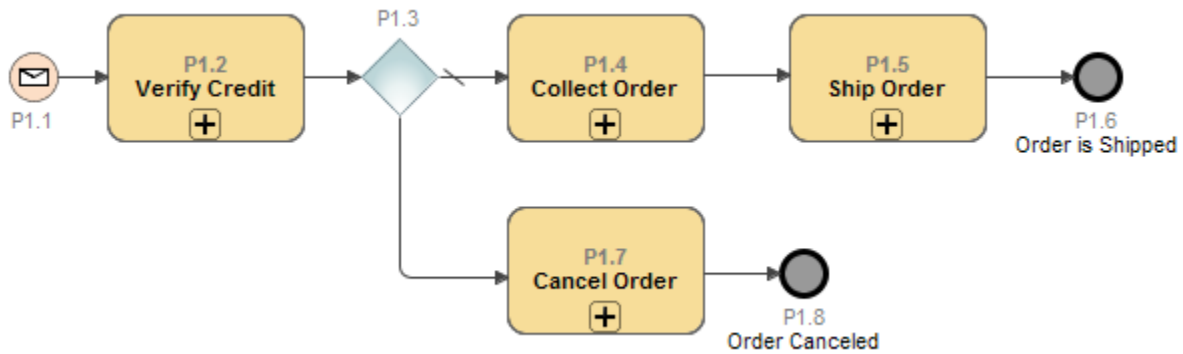 P1.3
P1.1
P1.2
Verify Credit
P1.4
Collect Order
P1.5
Ship Order
P1.6
Order is Shipped
P1.7
Cancel Order
P1.8
Order Canceled